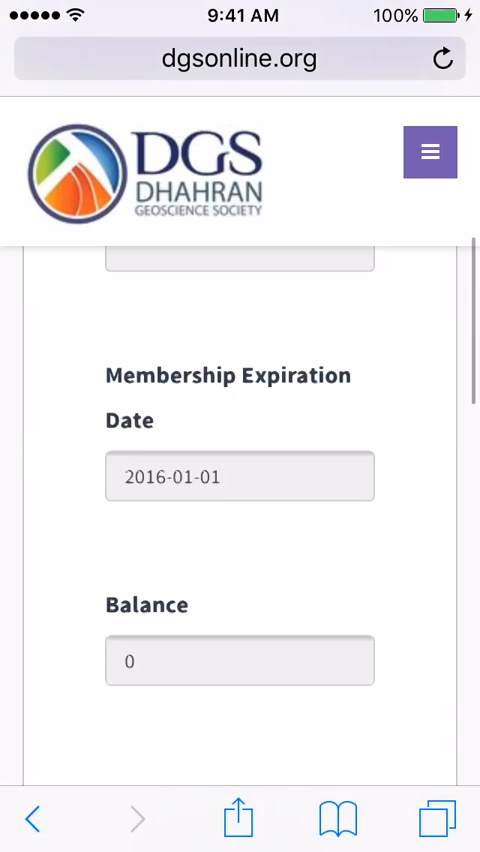 9:41 AM
100%
dgsonline.org
DGS
DHAHRAN
GEOSCIENCE SOCIETY
Membership Expiration
Date
2016-01-01
Balance
0